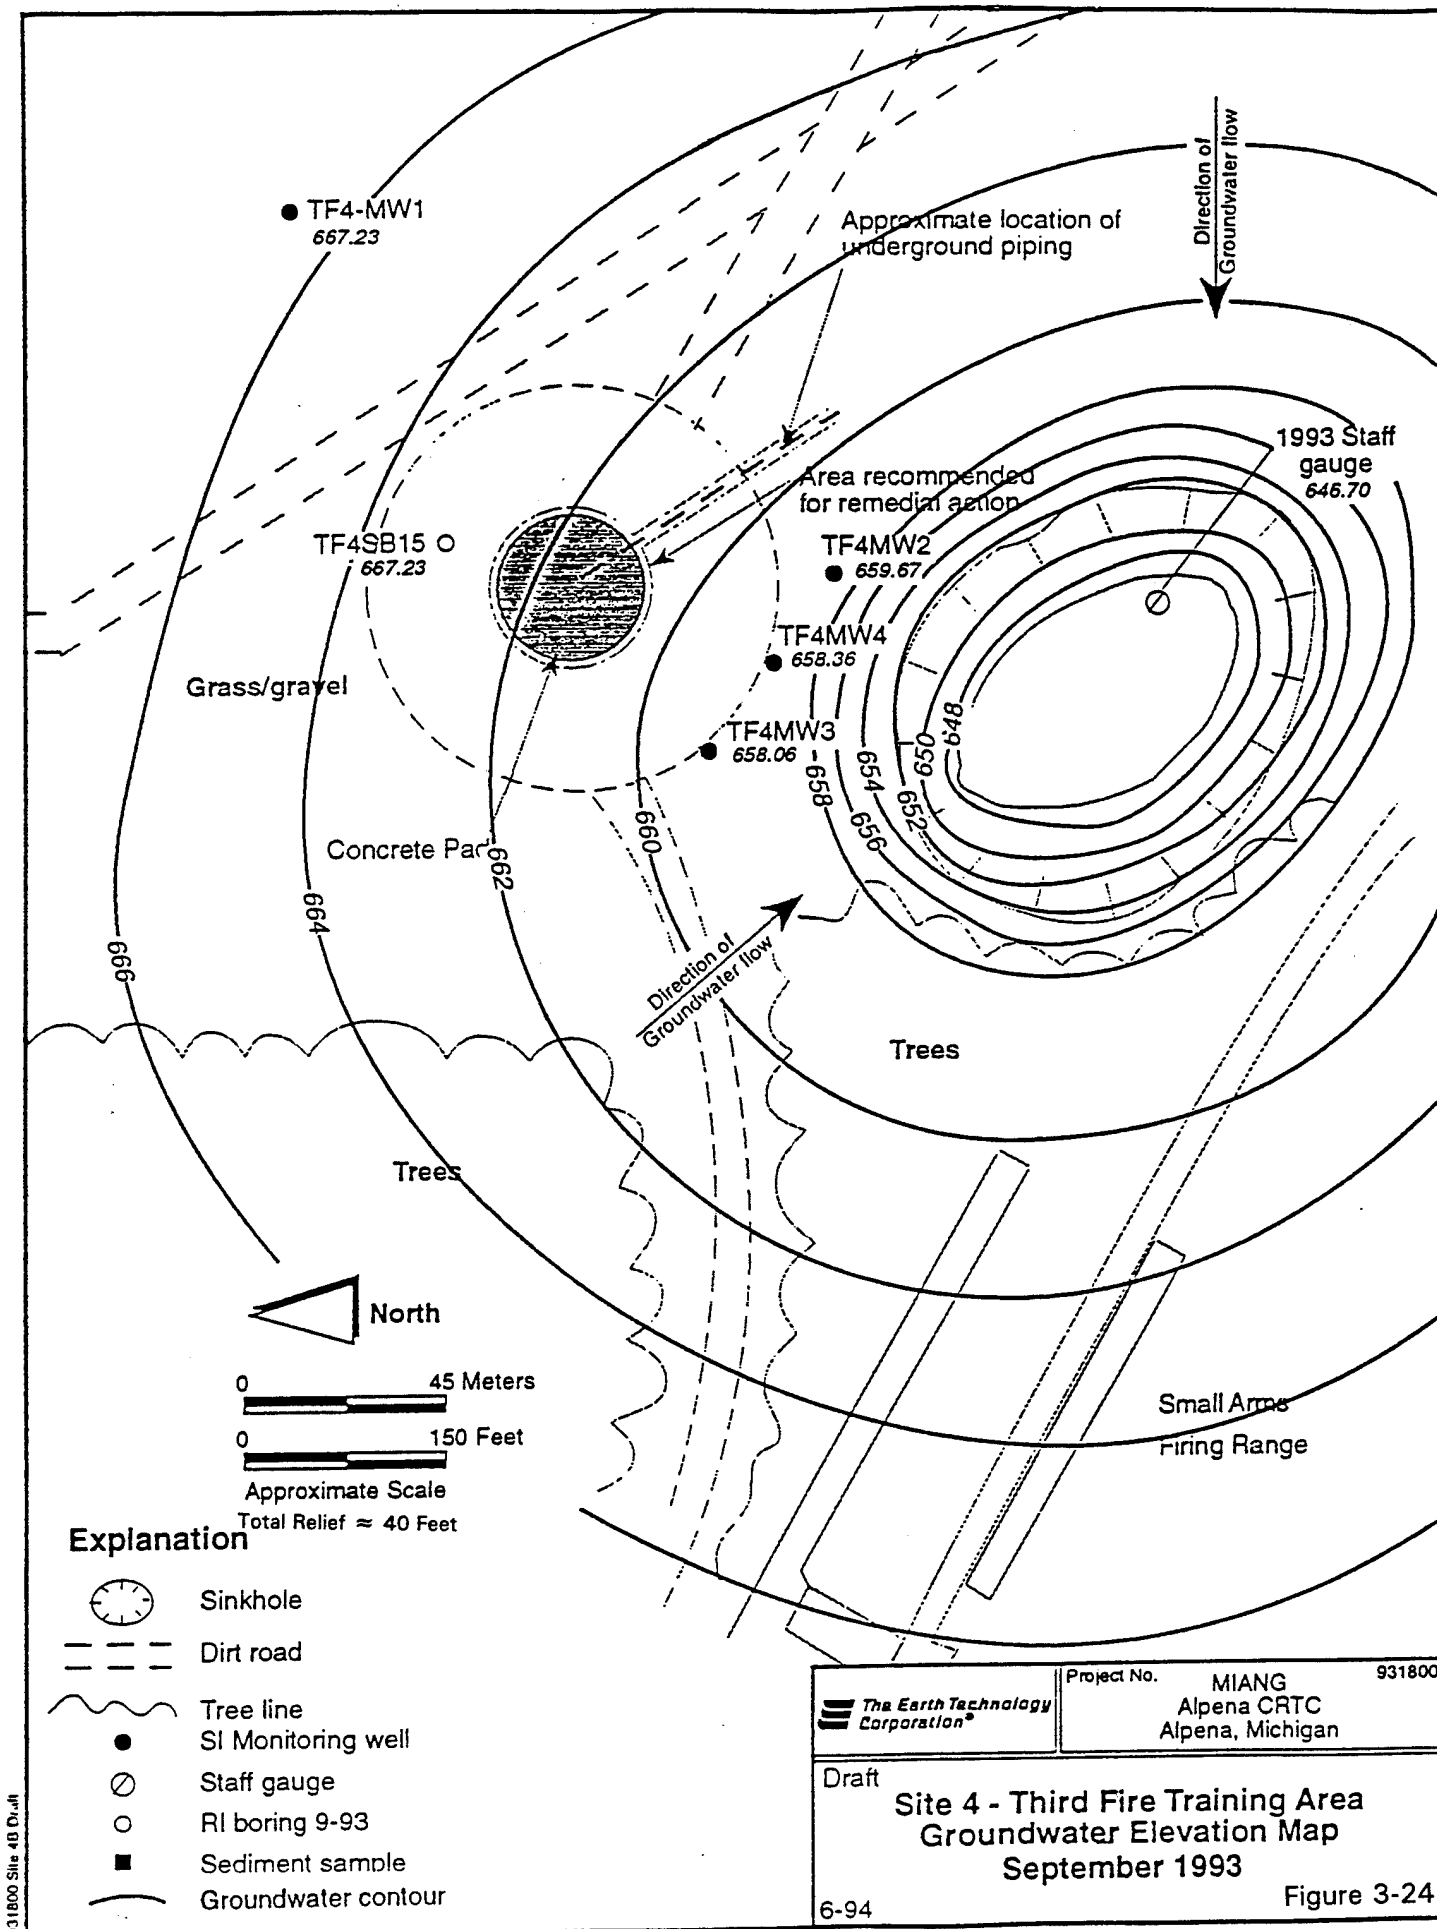 Direction of
Groundwater flow
TF4-MW1
667.23
Approximate location of
underground piping
1993 Staff
gauge
646.70
Area recommended
for remedial action
TF4SB15
667.23
TF4MW2
659.67
TF4MW4
658.36
Grass/gravel
TF4MW3
658.06
648
650
652
654
656
658
660
662
664
666
Concrete Pad
Direction of
Groundwater flow
Trees
Trees
North
0 45 Meters
0 150 Feet
Approximate Scale
Total Relief ≈ 40 Feet
Small Arms
Firing Range
Explanation
Sinkhole
Dirt road
Tree line
SI Monitoring well
Staff gauge
RI boring 9-93
Sediment sample
Groundwater contour
31800 Site 4B Draft
The Earth Technology
Corporation®
Project No. 931800
MIANG
Alpena CRTC
Alpena, Michigan
Draft
Site 4 - Third Fire Training Area
Groundwater Elevation Map
September 1993
6-94
Figure 3-24